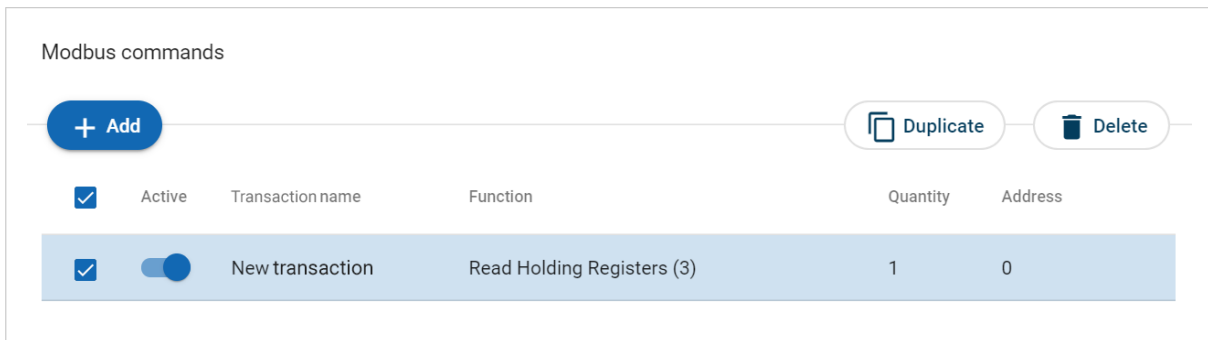 Modbus commands
Add Duplicate Delete
Active Transaction name Function Quantity Address
New transaction Read Holding Registers (3) 1 0